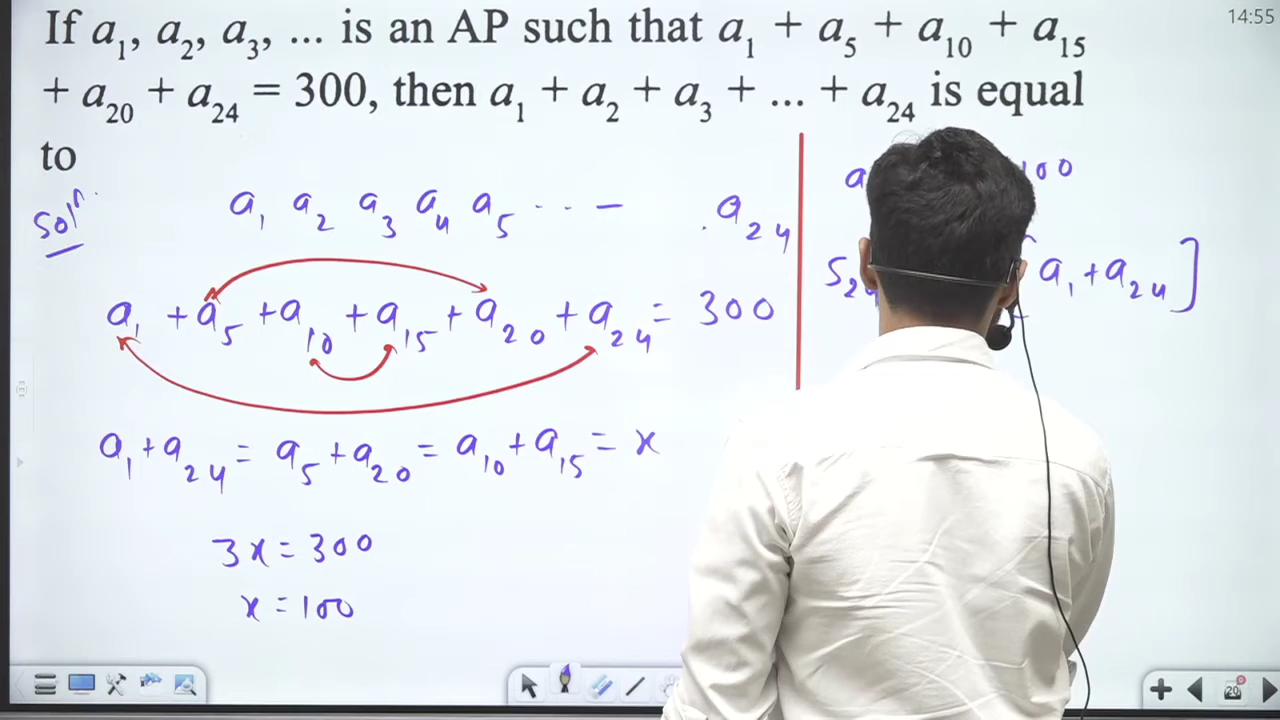 14:55
If a₁, a₂, a₃, ... is an AP such that a₁ + a₅ + a₁₀ + a₁₅
+ a₂₀ + a₂₄ = 300, then a₁ + a₂ + a₃ + ... + a₂₄ is equal
to
Solⁿ.
a₁ a₂ a₃ a₄ a₅ ... – . a₂₄
a₁ + a₅ + a₁₀ + a₁₅ + a₂₀ + a₂₄ = 300
a₁ + a₂₄ = a₅ + a₂₀ = a₁₀ + a₁₅ = x
3x = 300
x = 100
a 100
S₂₄ a₁ + a₂₄ ]
20